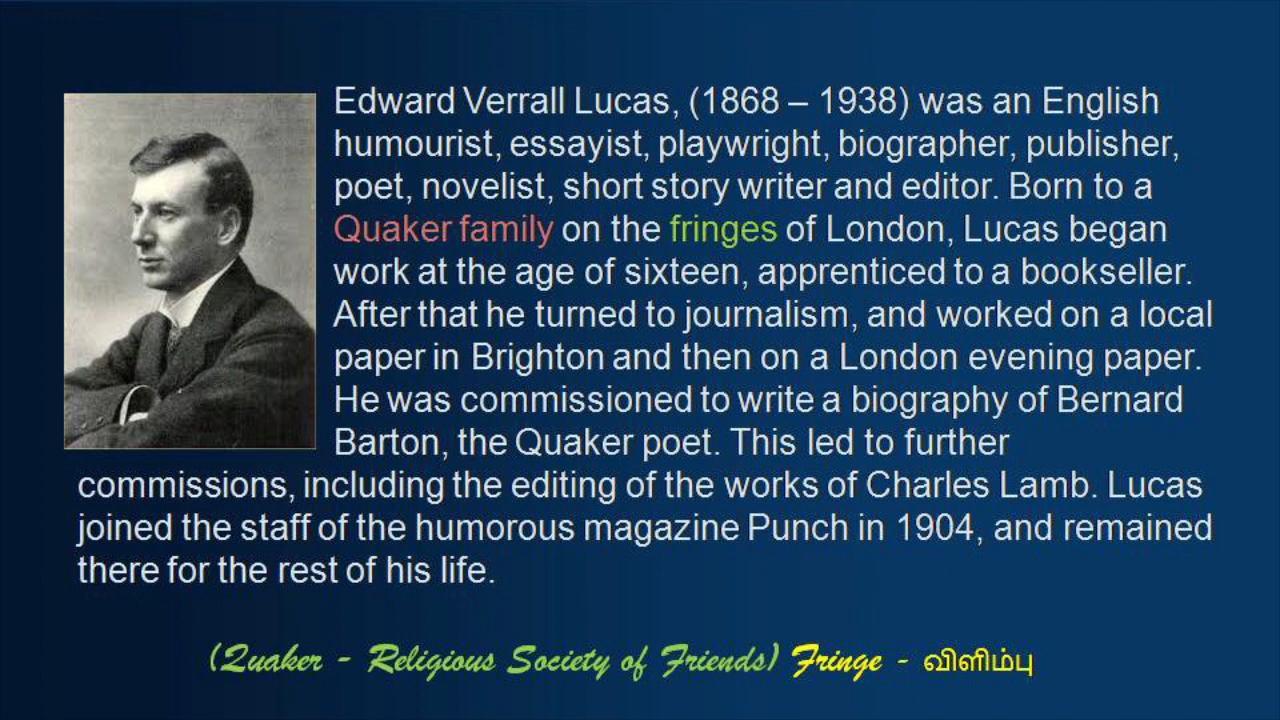 Edward Verrall Lucas, (1868 – 1938) was an English
humourist, essayist, playwright, biographer, publisher,
poet, novelist, short story writer and editor. Born to a
Quaker family on the fringes of London, Lucas began
work at the age of sixteen, apprenticed to a bookseller.
After that he turned to journalism, and worked on a local
paper in Brighton and then on a London evening paper.
He was commissioned to write a biography of Bernard
Barton, the Quaker poet. This led to further
commissions, including the editing of the works of Charles Lamb. Lucas
joined the staff of the humorous magazine Punch in 1904, and remained
there for the rest of his life.
(Quaker - Religious Society of Friends) Fringe - விளிம்பு